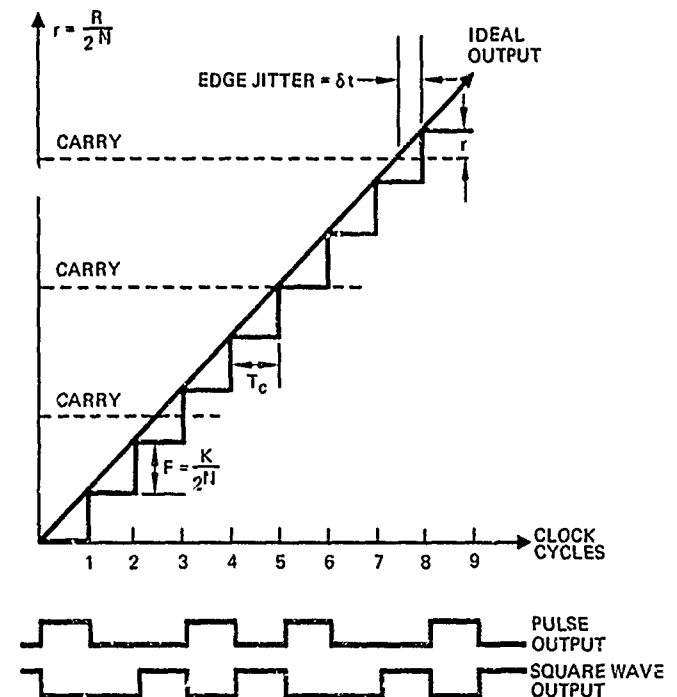 r = R/2^N
IDEAL
OUTPUT
EDGE JITTER = δt
CARRY
r
CARRY
T_c
CARRY
F = K/2^N
1 2 3 4 5 6 7 8 9
CLOCK
CYCLES
PULSE
OUTPUT
SQUARE WAVE
OUTPUT